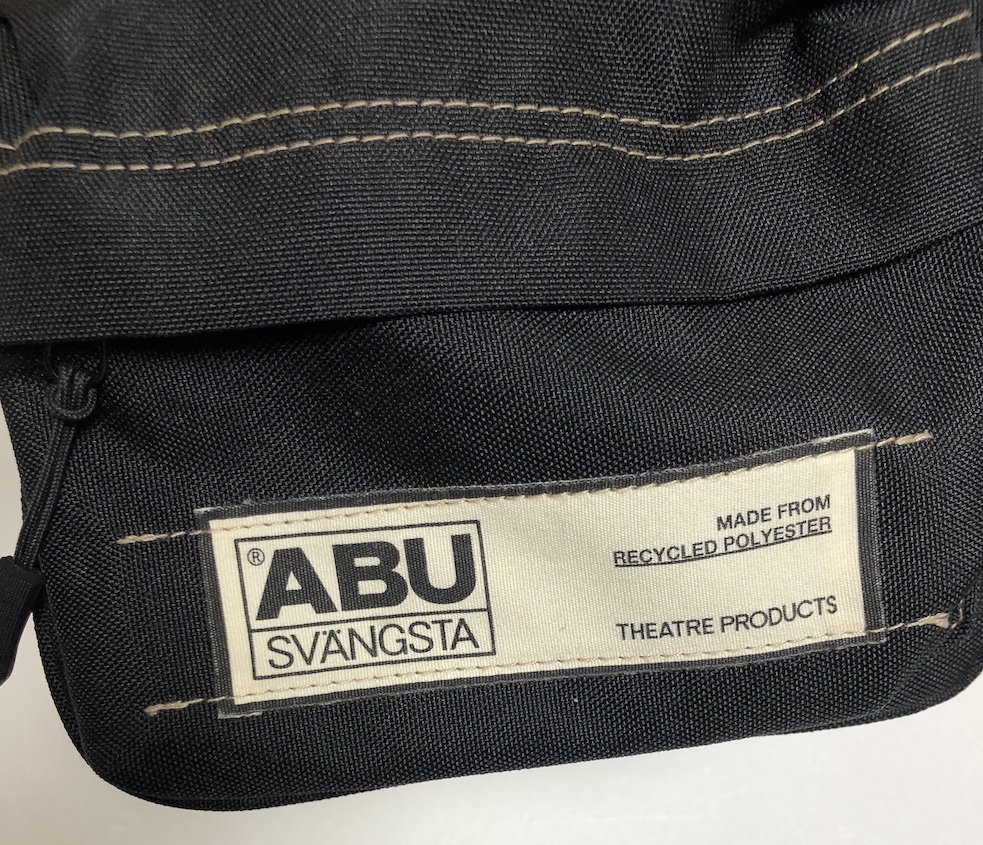 ® ABU
SVÄNGSTA
MADE FROM
RECYCLED POLYESTER
THEATRE PRODUCTS